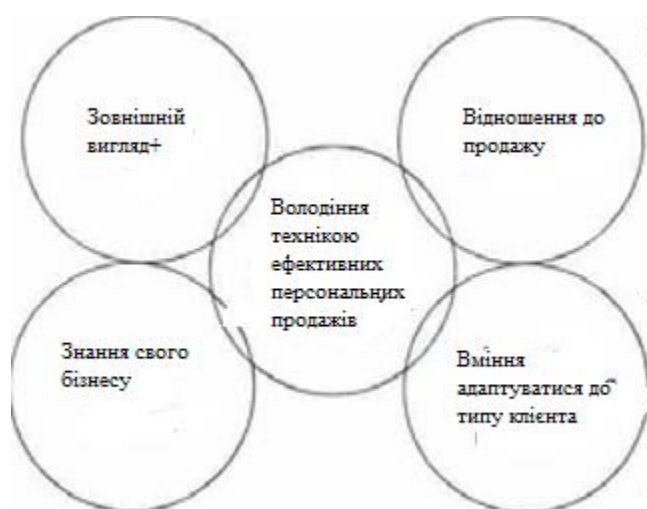 Зовнішній
вигляд+
Відношення до
продажу
Володіння
технікою
ефективних
персональних
продажів
Знання свого
бізнесу
Вміння
адаптуватися до
типу клієнта